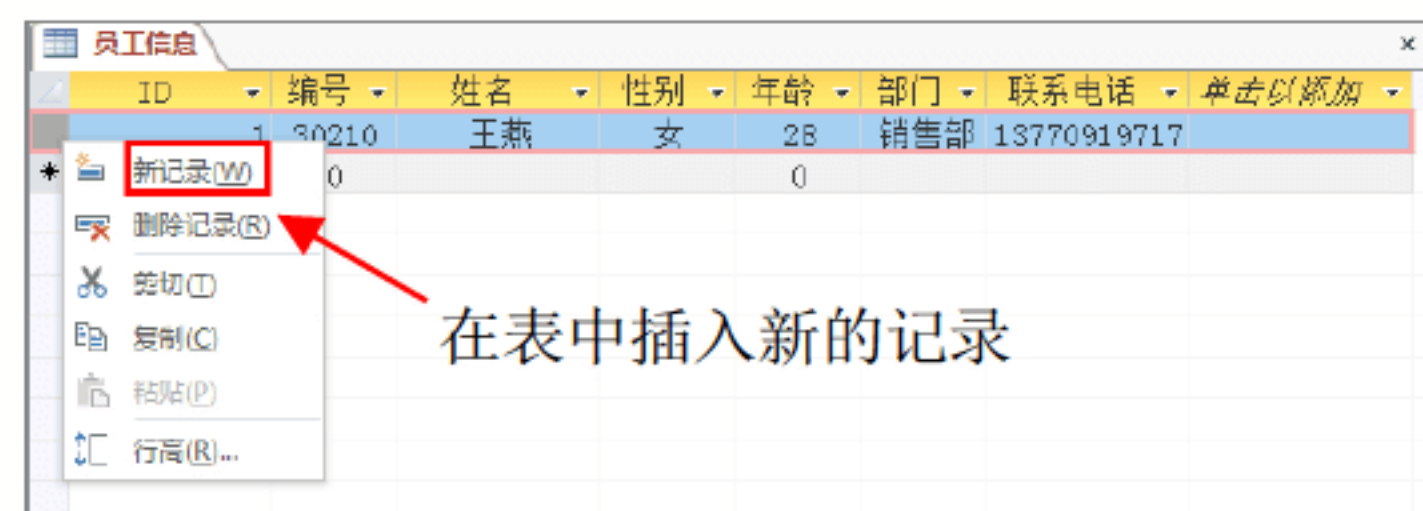 员工信息
ID 编号 姓名 性别 年龄 部门 联系电话 单击以添加
1 30210 王燕 女 28 销售部 13770919717
新记录(W) 0 0
删除记录(R)
剪切(T)
在表中插入新的记录
复制(C)
粘贴(P)
行高(R)...